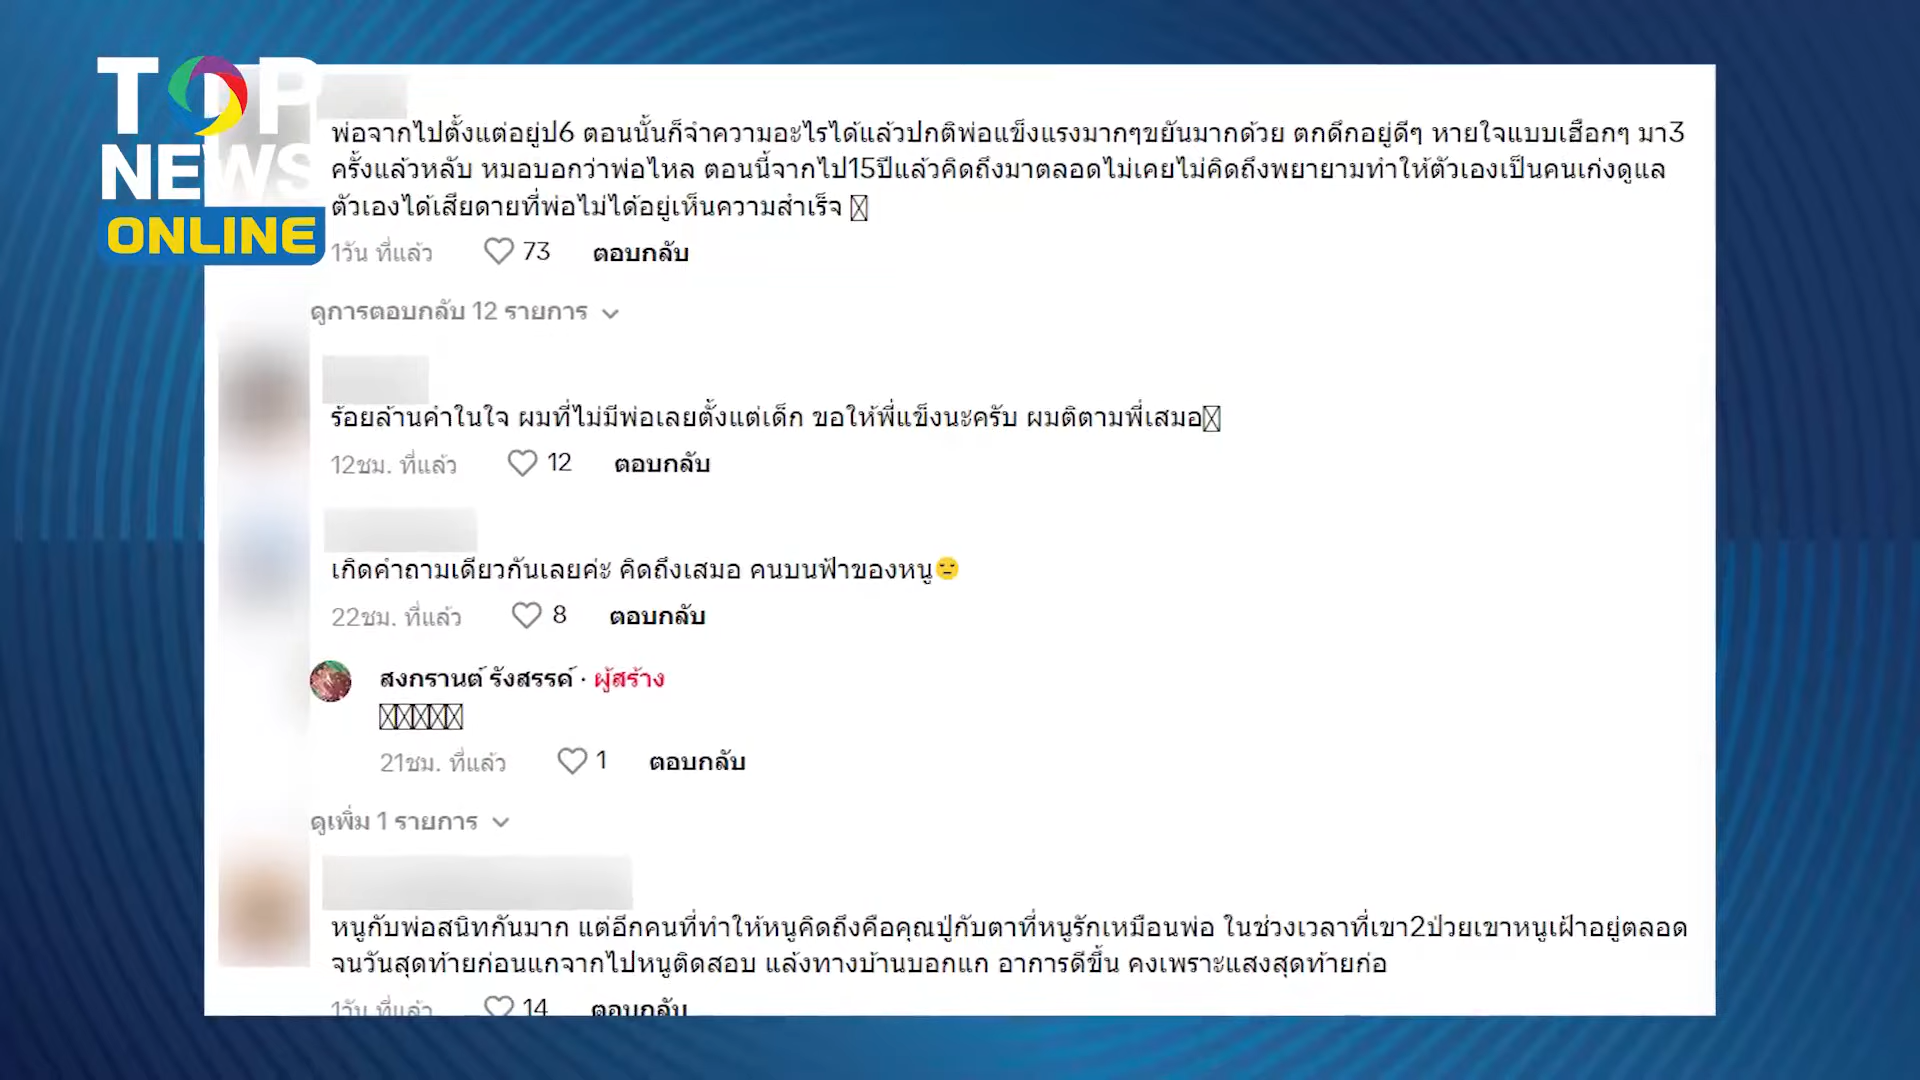 TOP
NEWS
ONLINE
พ่อจากไปตั้งแต่อยู่ป6 ตอนนั้นก็จำความอะไรได้แล้วปกติพ่อแข็งแรงมากๆขยันมากด้วย ตกดึกอยู่ดีๆ หายใจแบบเฮือกๆ มา3
ครั้งแล้วหลับ หมอบอกว่าพ่อไหล ตอนนี้จากไป15ปีแล้วคิดถึงมาตลอดไม่เคยไม่คิดถึงพยายามทำให้ตัวเองเป็นคนเก่งดูแล
ตัวเองได้เสียดายที่พ่อไม่ได้อยู่เห็นความสำเร็จ
1วัน ที่แล้ว 73 ตอบกลับ
ดูการตอบกลับ 12 รายการ
ร้อยล้านคำในใจ ผมที่ไม่มีพ่อเลยตั้งแต่เด็ก ขอให้พี่แข็งนะครับ ผมติตามพี่เสมอ
12ชม. ที่แล้ว 12 ตอบกลับ
เกิดคำถามเดียวกันเลยค่ะ คิดถึงเสมอ คนบนฟ้าของหนู😔
22ชม. ที่แล้ว 8 ตอบกลับ
สงกรานต์ รังสรรค์ · ผู้สร้าง
21ชม. ที่แล้ว 1 ตอบกลับ
ดูเพิ่ม 1 รายการ
หนูกับพ่อสนิทกันมาก แต่อีกคนที่ทำให้หนูคิดถึงคือคุณปู่กับตาที่หนูรักเหมือนพ่อ ในช่วงเวลาที่เขา2ป่วยเขาหนูเฝ้าอยู่ตลอด
จนวันสุดท้ายก่อนแกจากไปหนูติดสอบ แล้งทางบ้านบอกแก อาการดีขึ้น คงเพราะแสงสุดท้ายก่อ
1วัน ที่แล้ว 14 ตอบกลับ